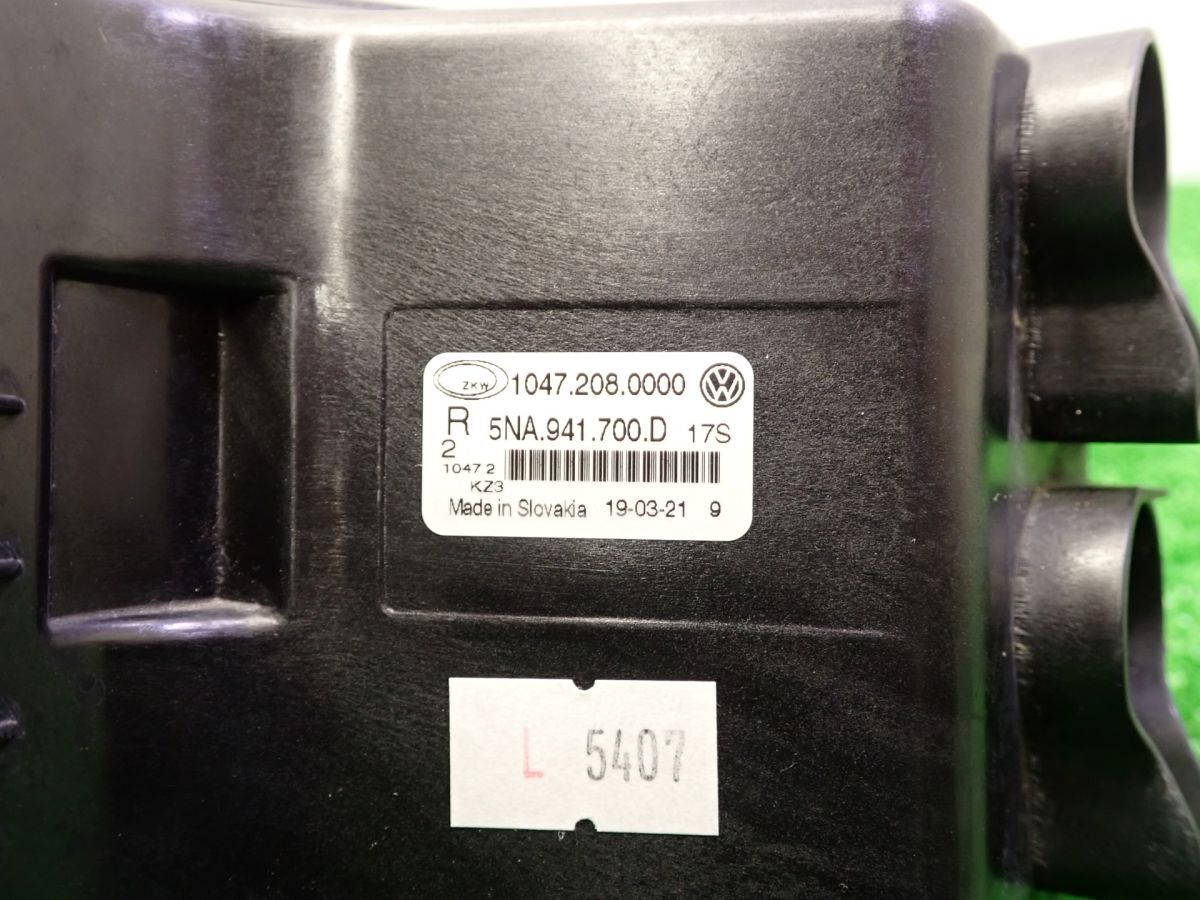 ZKW 1047.208.0000 VW
R 5NA.941.700.D 17S
2
1047 2
KZ3
Made in Slovakia 19-03-21 9
L 5407